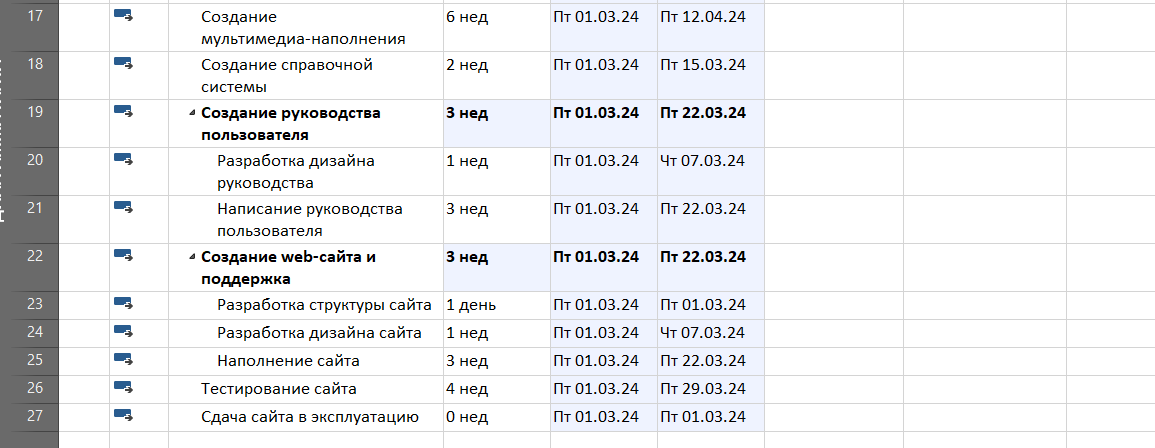 17 Создание 6 нед Пт 01.03.24 Пт 12.04.24
мультимедиа-наполнения
18 Создание справочной 2 нед Пт 01.03.24 Пт 15.03.24
системы
19 Создание руководства 3 нед Пт 01.03.24 Пт 22.03.24
пользователя
20 Разработка дизайна 1 нед Пт 01.03.24 Чт 07.03.24
руководства
21 Написание руководства 3 нед Пт 01.03.24 Пт 22.03.24
пользователя
22 Создание web-сайта и 3 нед Пт 01.03.24 Пт 22.03.24
поддержка
23 Разработка структуры сайта 1 день Пт 01.03.24 Пт 01.03.24
24 Разработка дизайна сайта 1 нед Пт 01.03.24 Чт 07.03.24
25 Наполнение сайта 3 нед Пт 01.03.24 Пт 22.03.24
26 Тестирование сайта 4 нед Пт 01.03.24 Пт 29.03.24
27 Сдача сайта в эксплуатацию 0 нед Пт 01.03.24 Пт 01.03.24